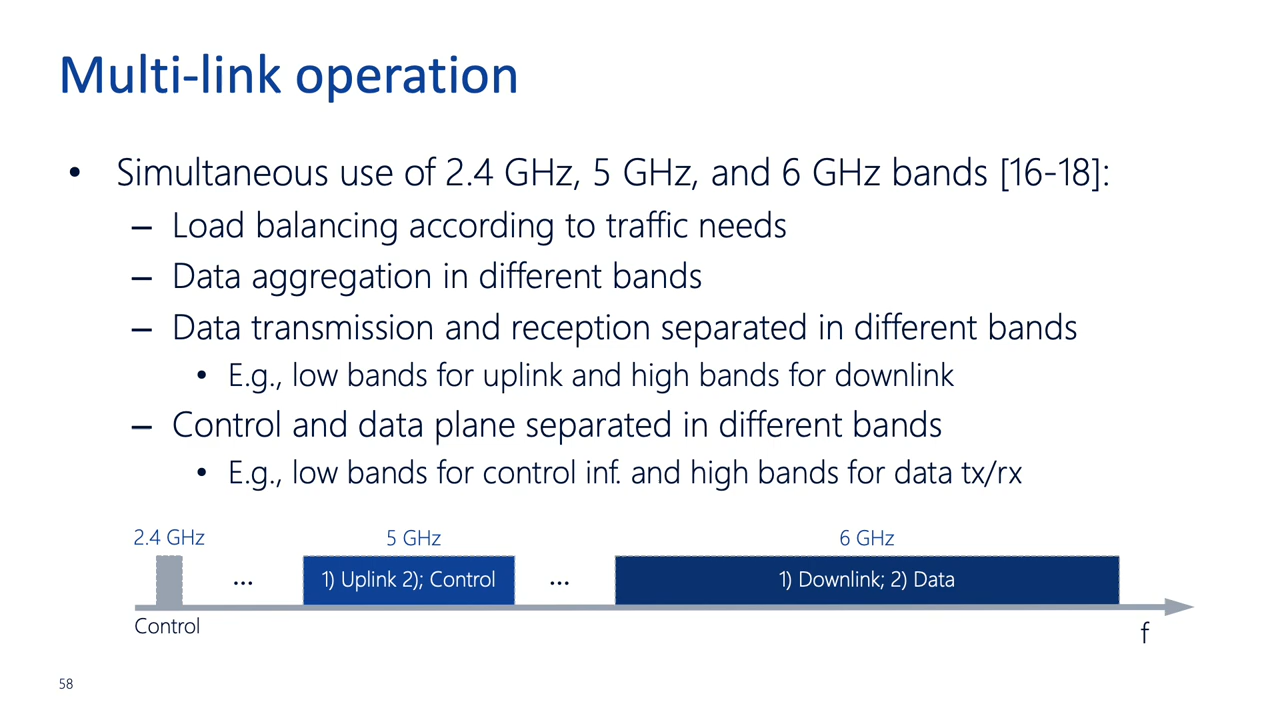 Multi-link operation
• Simultaneous use of 2.4 GHz, 5 GHz, and 6 GHz bands [16-18]:
– Load balancing according to traffic needs
– Data aggregation in different bands
– Data transmission and reception separated in different bands
• E.g., low bands for uplink and high bands for downlink
– Control and data plane separated in different bands
• E.g., low bands for control inf. and high bands for data tx/rx
2.4 GHz 5 GHz 6 GHz
... 1) Uplink 2); Control ... 1) Downlink; 2) Data
Control
f
58